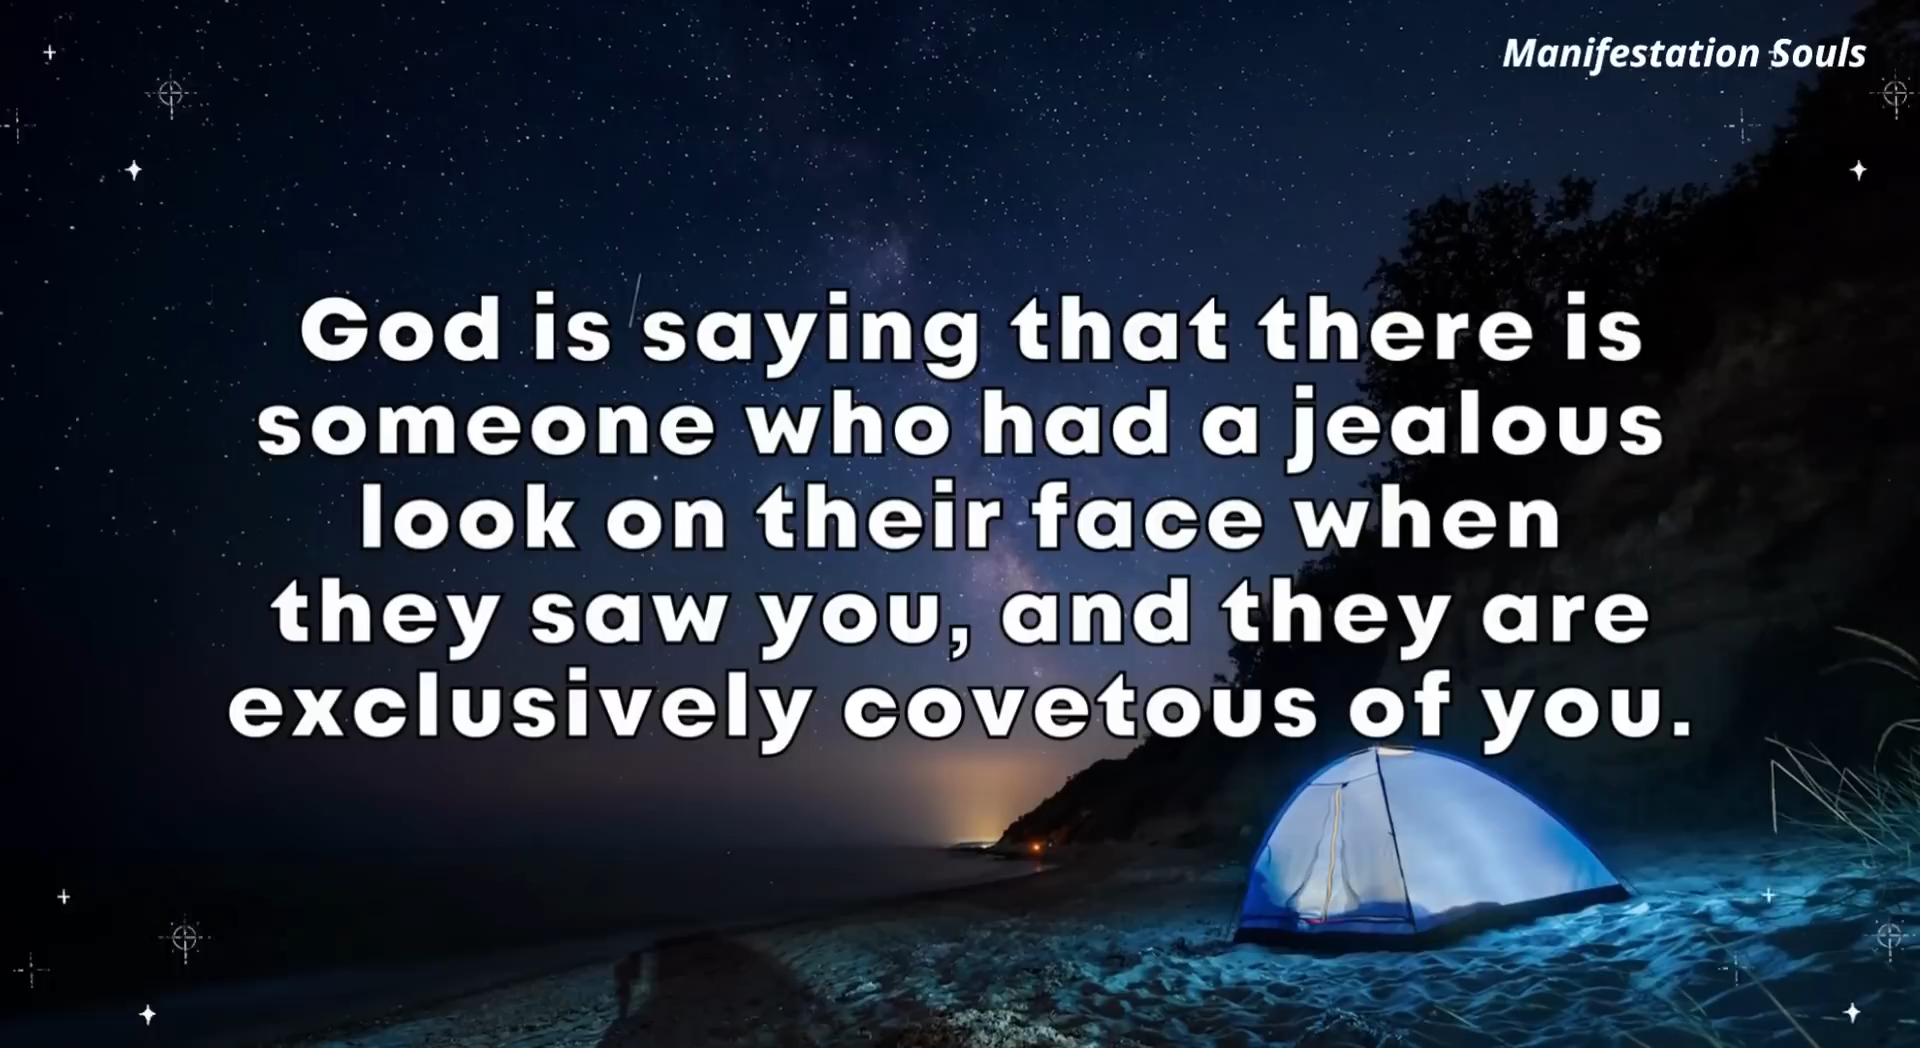 Manifestation Souls
God is saying that there is
someone who had a jealous
look on their face when
they saw you, and they are
exclusively covetous of you.